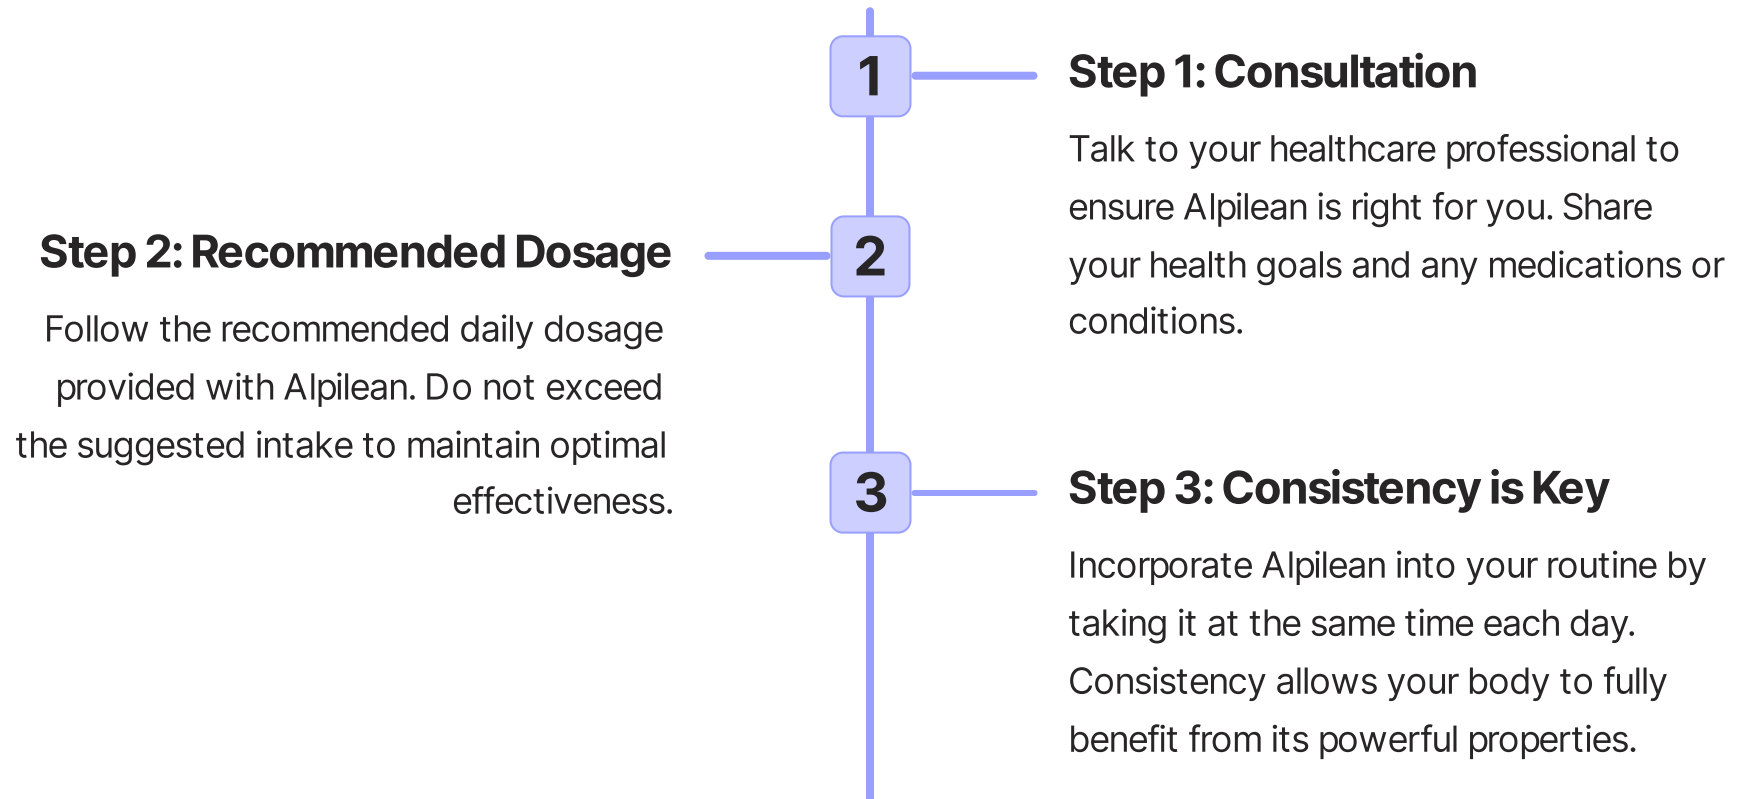 1
Step 1: Consultation
Talk to your healthcare professional to
ensure Alpilean is right for you. Share
your health goals and any medications or
conditions.
2
Step 2: Recommended Dosage
Follow the recommended daily dosage
provided with Alpilean. Do not exceed
the suggested intake to maintain optimal
effectiveness.
3
Step 3: Consistency is Key
Incorporate Alpilean into your routine by
taking it at the same time each day.
Consistency allows your body to fully
benefit from its powerful properties.